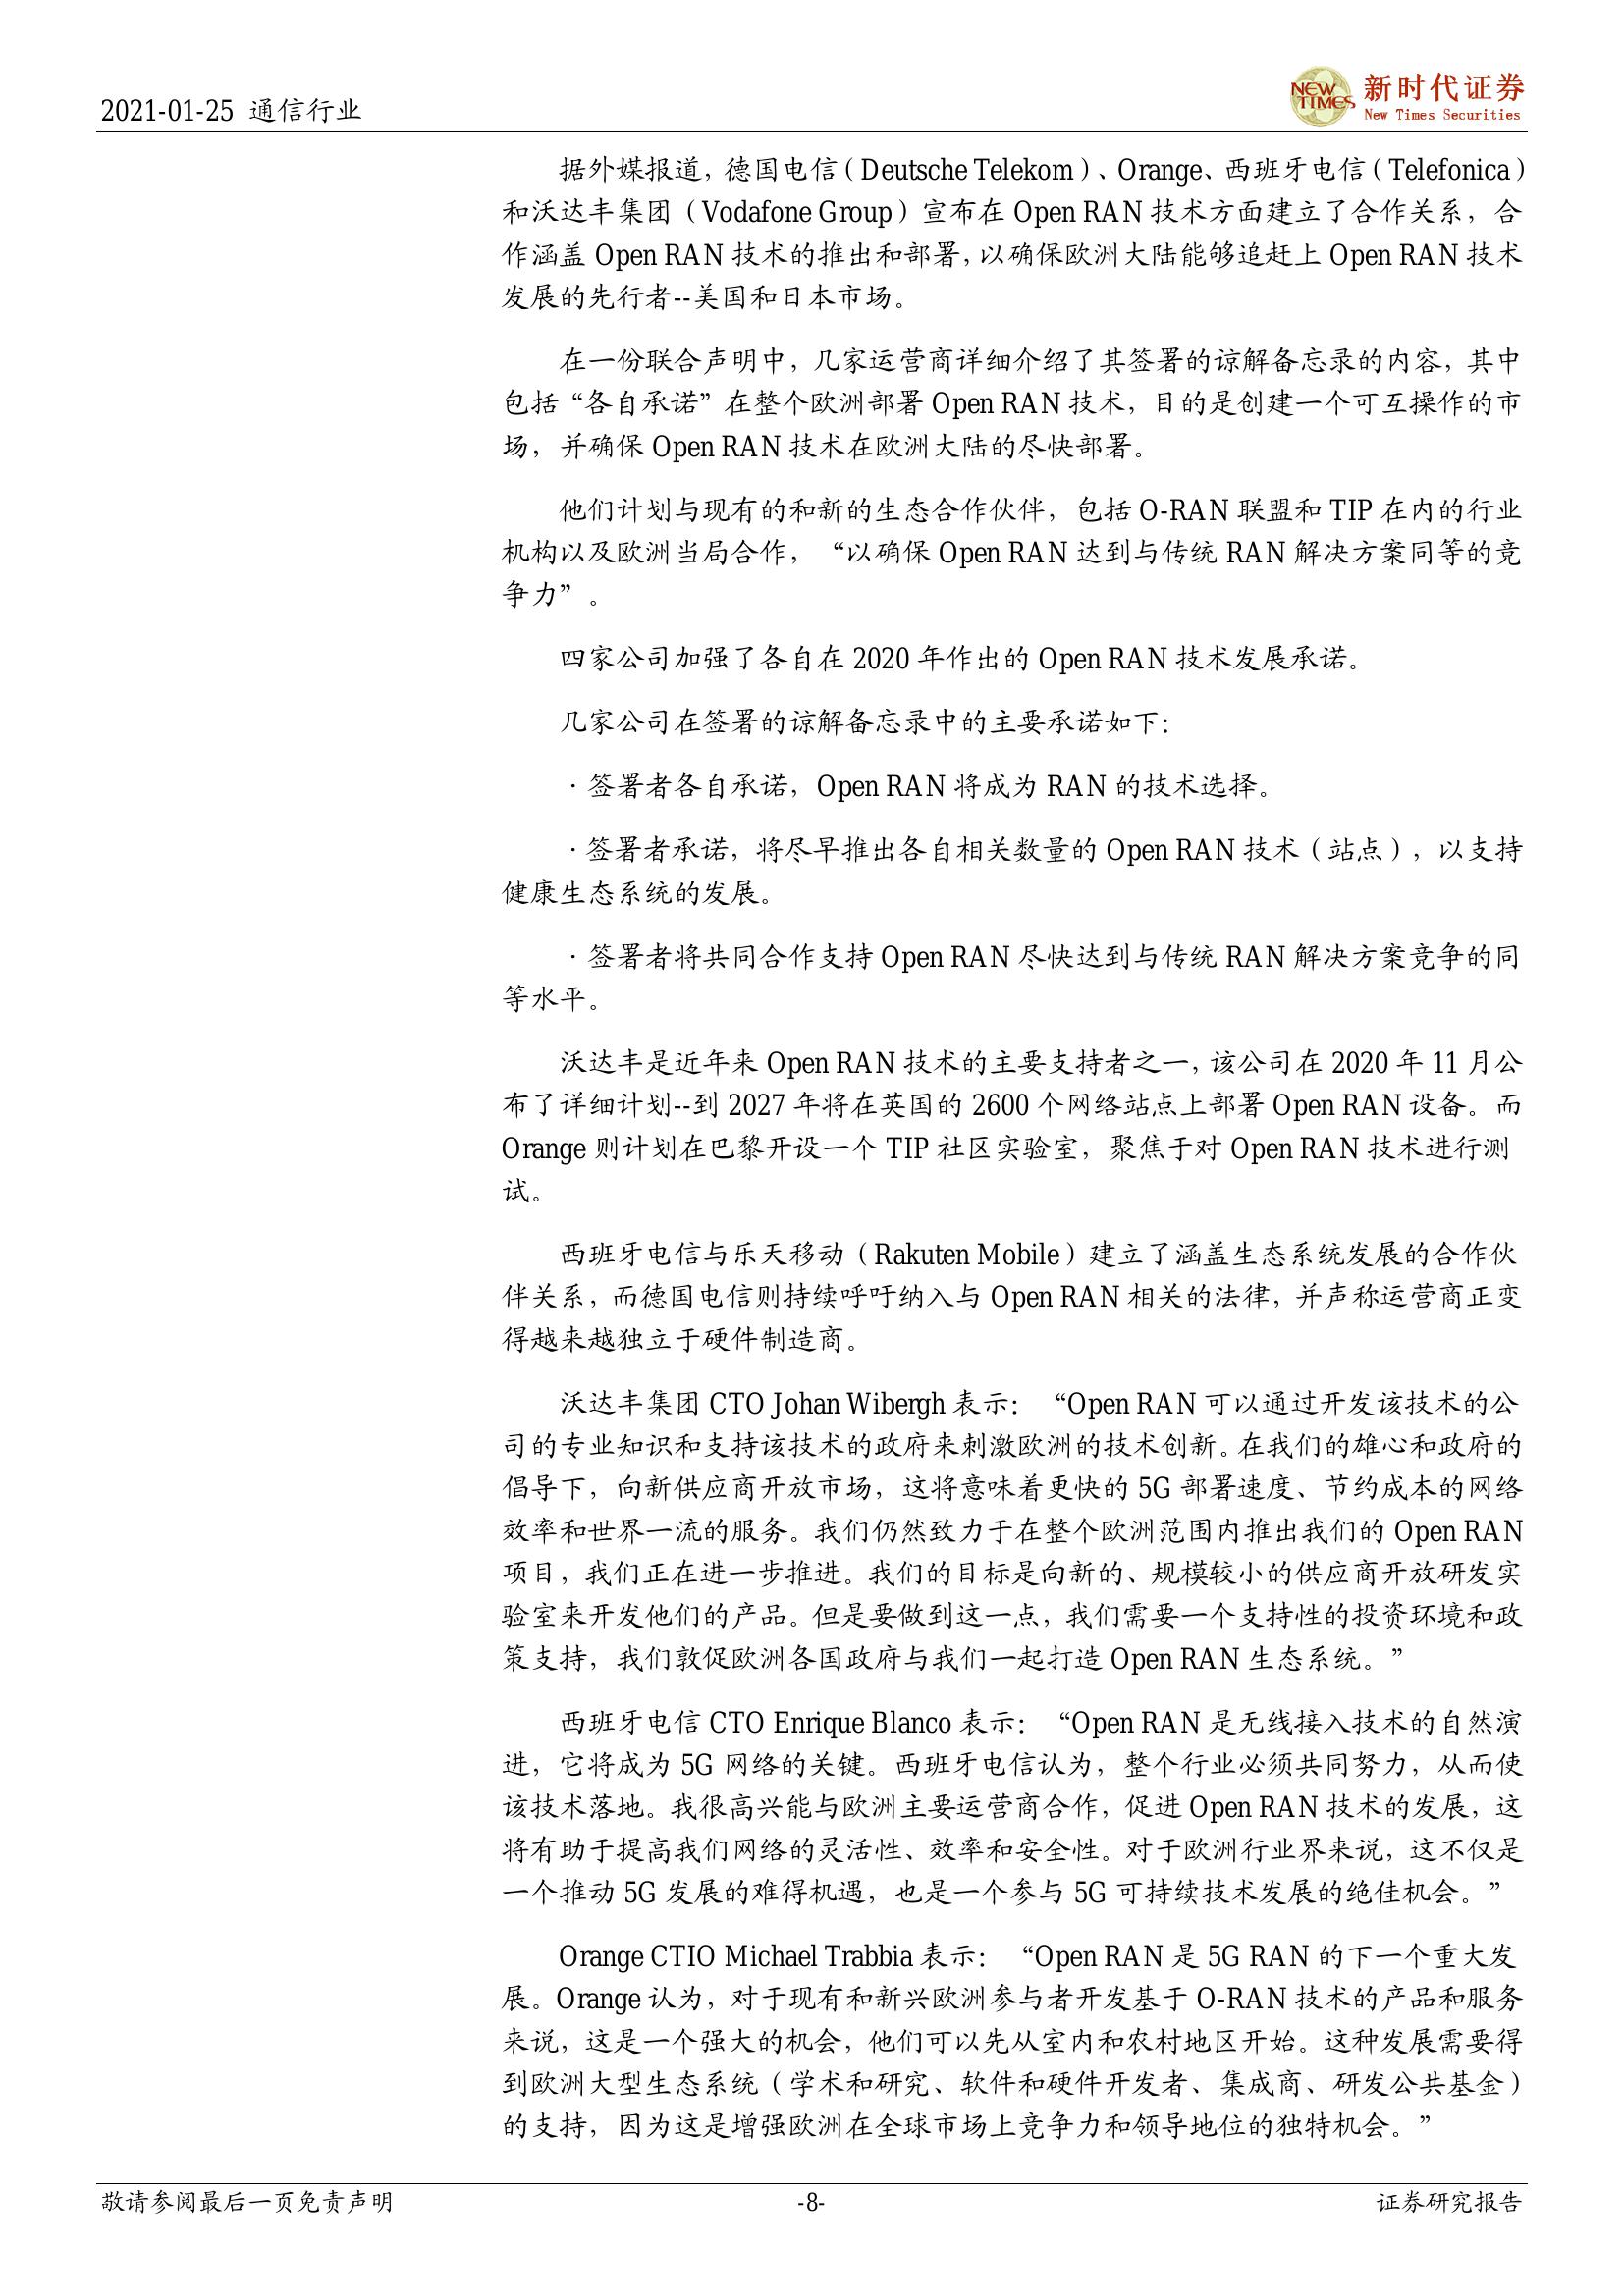 2021-01-25 通信行业
NEW TIMES
新时代证券
New Times Securities
据外媒报道，德国电信（Deutsche Telekom）、Orange、西班牙电信（Telefonica）
和沃达丰集团（Vodafone Group）宣布在 Open RAN 技术方面建立了合作关系，合
作涵盖 Open RAN 技术的推出和部署，以确保欧洲大陆能够追赶上 Open RAN 技术
发展的先行者--美国和日本市场。
在一份联合声明中，几家运营商详细介绍了其签署的谅解备忘录的内容，其中
包括“各自承诺”在整个欧洲部署 Open RAN 技术，目的是创建一个可互操作的市
场，并确保 Open RAN 技术在欧洲大陆的尽快部署。
他们计划与现有的和新的生态合作伙伴，包括 O-RAN 联盟和 TIP 在内的行业
机构以及欧洲当局合作，“以确保 Open RAN 达到与传统 RAN 解决方案同等的竞
争力”。
四家公司加强了各自在 2020 年作出的 Open RAN 技术发展承诺。
几家公司在签署的谅解备忘录中的主要承诺如下：
·签署者各自承诺，Open RAN 将成为 RAN 的技术选择。
·签署者承诺，将尽早推出各自相关数量的 Open RAN 技术（站点），以支持
健康生态系统的发展。
·签署者将共同合作支持 Open RAN 尽快达到与传统 RAN 解决方案竞争的同
等水平。
沃达丰是近年来 Open RAN 技术的主要支持者之一，该公司在 2020 年 11 月公
布了详细计划--到 2027 年将在英国的 2600 个网络站点上部署 Open RAN 设备。而
Orange 则计划在巴黎开设一个 TIP 社区实验室，聚焦于对 Open RAN 技术进行测
试。
西班牙电信与乐天移动（Rakuten Mobile）建立了涵盖生态系统发展的合作伙
伴关系，而德国电信则持续呼吁纳入与 Open RAN 相关的法律，并声称运营商正变
得越来越独立于硬件制造商。
沃达丰集团 CTO Johan Wibergh 表示：“Open RAN 可以通过开发该技术的公
司的专业知识和支持该技术的政府来刺激欧洲的技术创新。在我们的雄心和政府的
倡导下，向新供应商开放市场，这将意味着更快的 5G 部署速度、节约成本的网络
效率和世界一流的服务。我们仍然致力于在整个欧洲范围内推出我们的 Open RAN
项目，我们正在进一步推进。我们的目标是向新的、规模较小的供应商开放研发实
验室来开发他们的产品。但是要做到这一点，我们需要一个支持性的投资环境和政
策支持，我们敦促欧洲各国政府与我们一起打造 Open RAN 生态系统。”
西班牙电信 CTO Enrique Blanco 表示：“Open RAN 是无线接入技术的自然演
进，它将成为 5G 网络的关键。西班牙电信认为，整个行业必须共同努力，从而使
该技术落地。我很高兴能与欧洲主要运营商合作，促进 Open RAN 技术的发展，这
将有助于提高我们网络的灵活性、效率和安全性。对于欧洲行业界来说，这不仅是
一个推动 5G 发展的难得机遇，也是一个参与 5G 可持续技术发展的绝佳机会。”
Orange CTIO Michael Trabbia 表示：“Open RAN 是 5G RAN 的下一个重大发
展。Orange 认为，对于现有和新兴欧洲参与者开发基于 O-RAN 技术的产品和服务
来说，这是一个强大的机会，他们可以先从室内和农村地区开始。这种发展需要得
到欧洲大型生态系统（学术和研究、软件和硬件开发者、集成商、研发公共基金）
的支持，因为这是增强欧洲在全球市场上竞争力和领导地位的独特机会。”
敬请参阅最后一页免责声明
-8-
证券研究报告